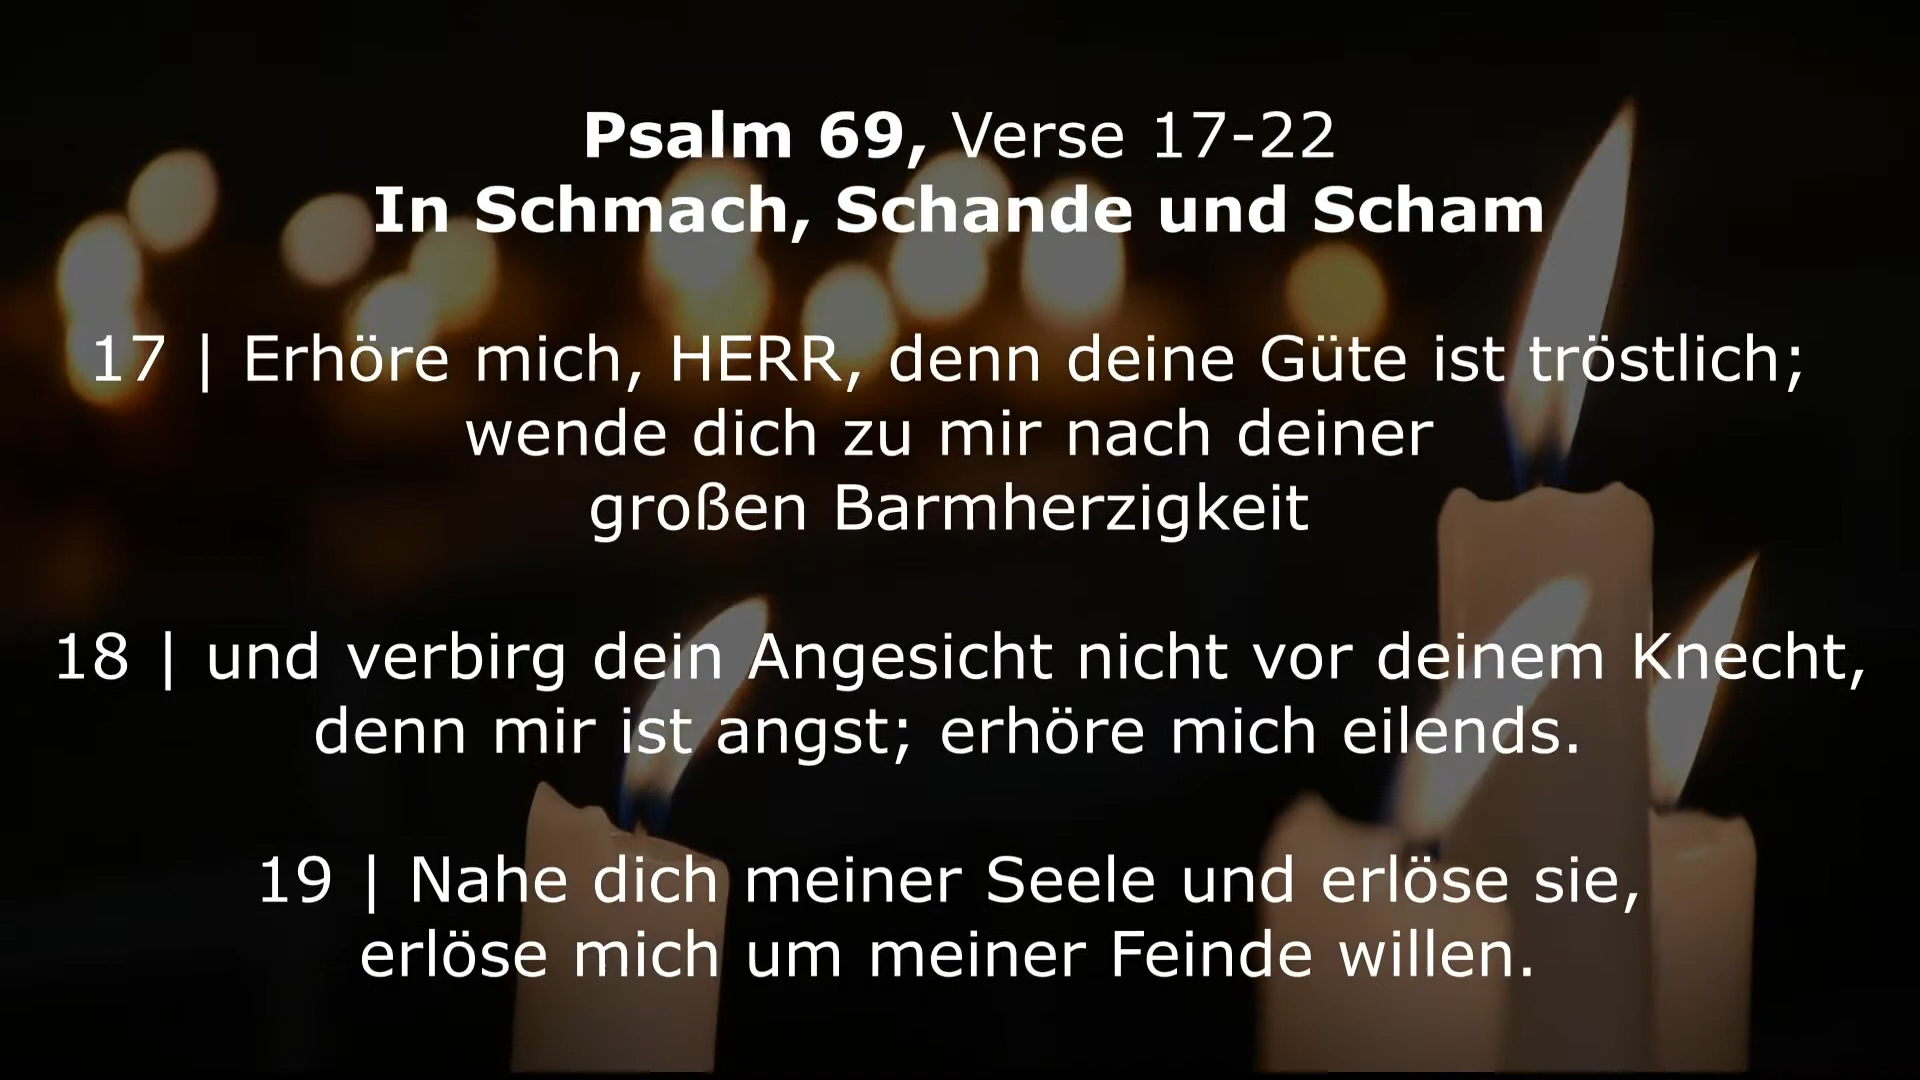 Psalm 69, Verse 17-22
In Schmach, Schande und Scham
17 | Erhöre mich, HERR, denn deine Güte ist tröstlich;
wende dich zu mir nach deiner
großen Barmherzigkeit
18 | und verbirg dein Angesicht nicht vor deinem Knecht,
denn mir ist angst; erhöre mich eilends.
19 | Nahe dich meiner Seele und erlöse sie,
erlöse mich um meiner Feinde willen.